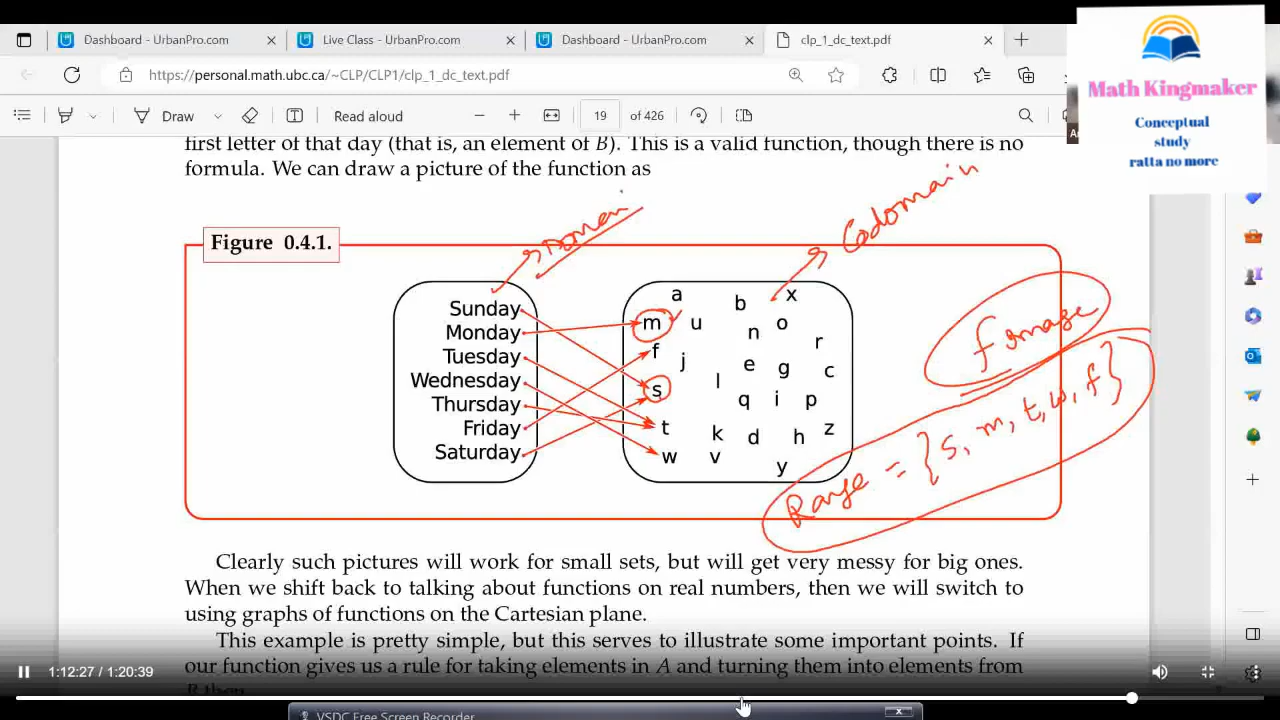 Dashboard - UrbanPro.com
Live Class - UrbanPro.com
Dashboard - UrbanPro.com
clp_1_dc_text.pdf
https://personal.math.ubc.ca/~CLP/CLP1/clp_1_dc_text.pdf
Draw
Read aloud
19 of 426
Math Kingmaker
Conceptual
study
ratta no more
first letter of that day (that is, an element of B). This is a valid function, though there is no
formula. We can draw a picture of the function as
Codomain
Figure 0.4.1.
Sunday
Monday
Tuesday
Wednesday
Thursday
Friday
Saturday
a b x
m u n o
f j r
l e g c
s q i p
t k d h z
w v y
Range = {s, m, t, w, f}
Clearly such pictures will work for small sets, but will get very messy for big ones.
When we shift back to talking about functions on real numbers, then we will switch to
using graphs of functions on the Cartesian plane.
This example is pretty simple, but this serves to illustrate some important points. If
our function gives us a rule for taking elements in A and turning them into elements from
1:12:27 / 1:20:39
VSDC Free Screen Recorder